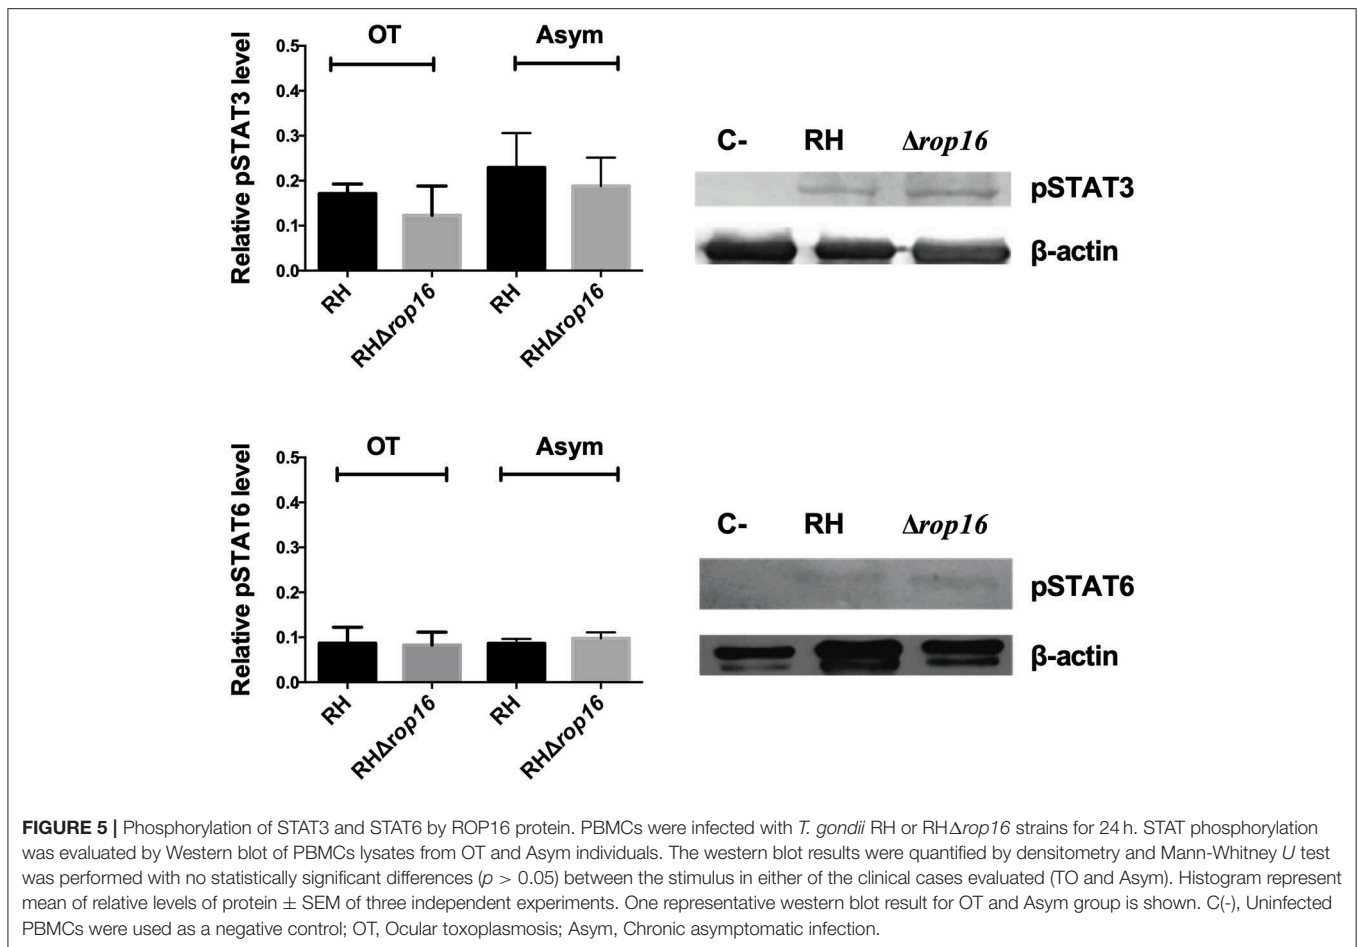 OT
Asym
Relative pSTAT3 level
0.5
0.4
0.3
0.2
0.1
0.0
RH
RHΔrop16
RH
RHΔrop16
C-
RH
Δrop16
pSTAT3
β-actin
OT
Asym
Relative pSTAT6 level
0.5
0.4
0.3
0.2
0.1
0.0
RH
RHΔrop16
RH
RHΔrop16
C-
RH
Δrop16
pSTAT6
β-actin
FIGURE 5 | Phosphorylation of STAT3 and STAT6 by ROP16 protein. PBMCs were infected with T. gondii RH or RHΔrop16 strains for 24 h. STAT phosphorylation
was evaluated by Western blot of PBMCs lysates from OT and Asym individuals. The western blot results were quantified by densitometry and Mann-Whitney U test
was performed with no statistically significant differences (p > 0.05) between the stimulus in either of the clinical cases evaluated (TO and Asym). Histogram represent
mean of relative levels of protein ± SEM of three independent experiments. One representative western blot result for OT and Asym group is shown. C(-), Uninfected
PBMCs were used as a negative control; OT, Ocular toxoplasmosis; Asym, Chronic asymptomatic infection.